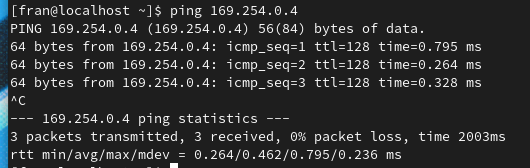 [fran@localhost ~]$ ping 169.254.0.4
PING 169.254.0.4 (169.254.0.4) 56(84) bytes of data.
64 bytes from 169.254.0.4: icmp_seq=1 ttl=128 time=0.795 ms
64 bytes from 169.254.0.4: icmp_seq=2 ttl=128 time=0.264 ms
64 bytes from 169.254.0.4: icmp_seq=3 ttl=128 time=0.328 ms
^C
--- 169.254.0.4 ping statistics ---
3 packets transmitted, 3 received, 0% packet loss, time 2003ms
rtt min/avg/max/mdev = 0.264/0.462/0.795/0.236 ms